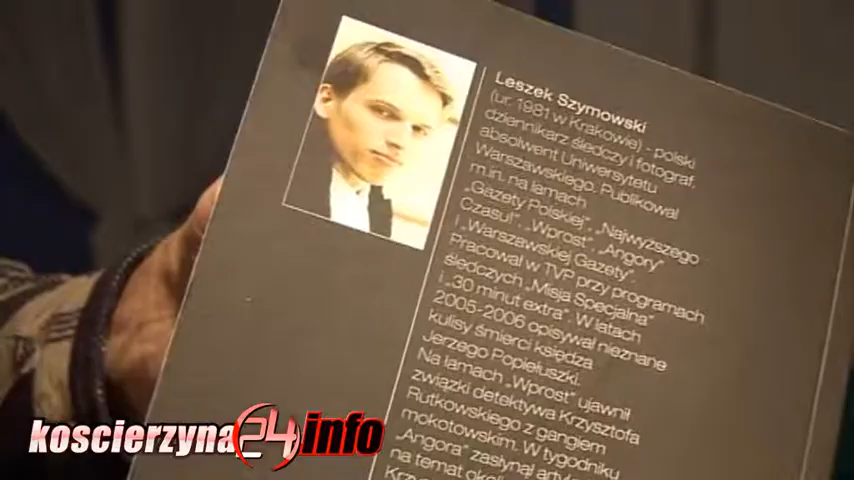 Leszek Szymowski
(ur. 1981 w Krakowie) - polski
dziennikarz śledczy i fotograf,
absolwent Uniwersytetu
Warszawskiego. Publikował
m.in. na łamach
„Gazety Polskiej”, „Najwyższego
Czasu!”, „Wprost”, „Angory”
i „Warszawskiej Gazety”.
Pracował w TVP przy programach
śledczych „Misja Specjalna”
i „30 minut extra”. W latach
2005-2006 opisywał nieznane
kulisy śmierci księdza
Jerzego Popiełuszki.
Na łamach „Wprost” ujawnił
związki detektywa Krzysztofa
Rutkowskiego z gangiem
mokotowskim. W tygodniku
„Angora” zasłynął
na temat
koscierzyna24info